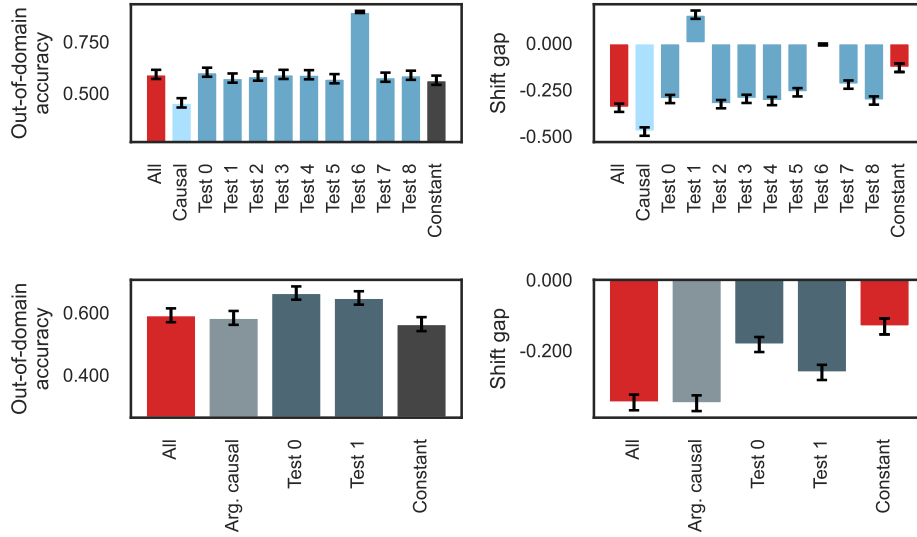 Out-of-domain
accuracy
0.750
0.500
All
Causal
Test 0
Test 1
Test 2
Test 3
Test 4
Test 5
Test 6
Test 7
Test 8
Constant
Shift gap
0.000
-0.250
-0.500
All
Causal
Test 0
Test 1
Test 2
Test 3
Test 4
Test 5
Test 6
Test 7
Test 8
Constant
Out-of-domain
accuracy
0.600
0.400
All
Arg. causal
Test 0
Test 1
Constant
Shift gap
0.000
-0.200
All
Arg. causal
Test 0
Test 1
Constant